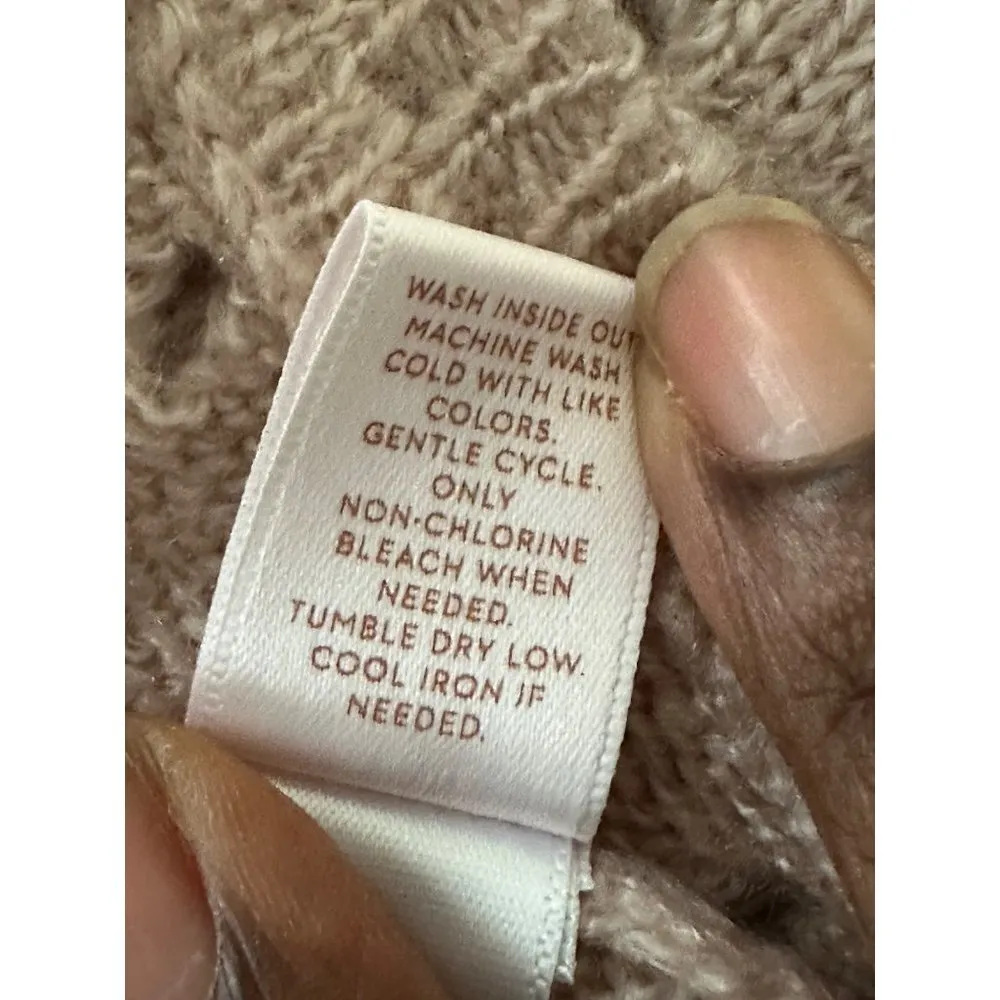 WASH INSIDE OUT
MACHINE WASH
COLD WITH LIKE
COLORS.
GENTLE CYCLE.
ONLY
NON-CHLORINE
BLEACH WHEN
NEEDED.
TUMBLE DRY LOW.
COOL IRON IF
NEEDED.